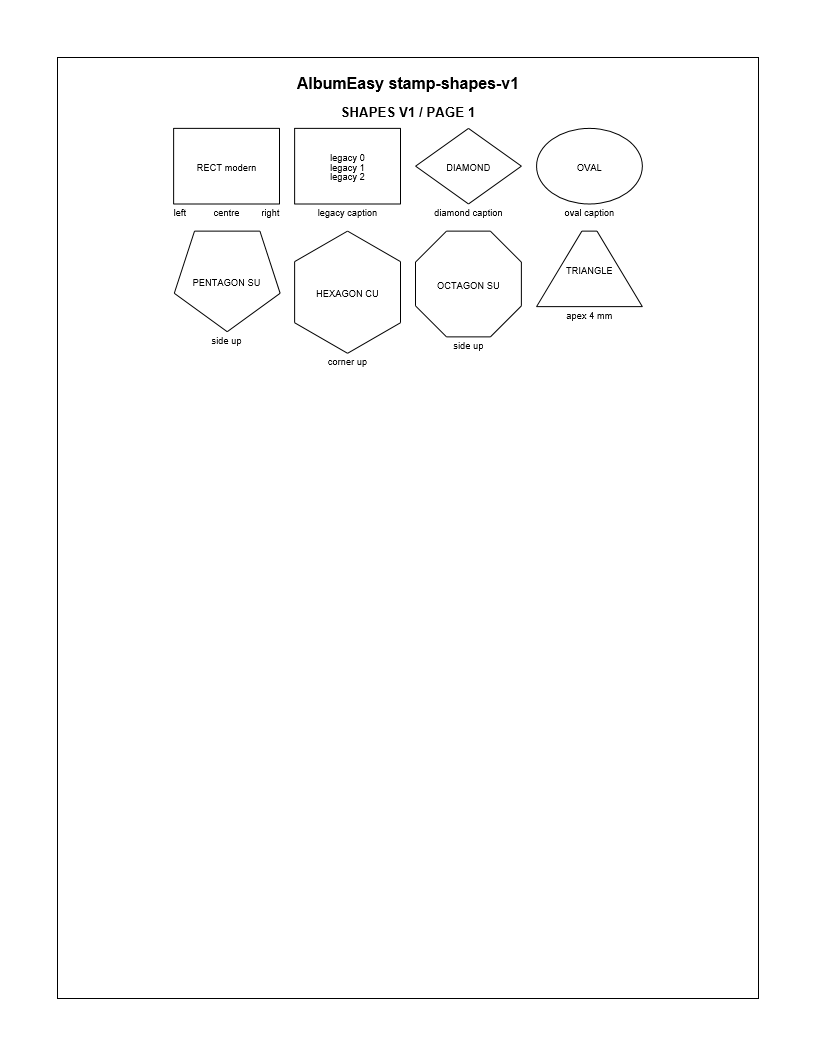 AlbumEasy stamp-shapes-v1
SHAPES V1 / PAGE 1
RECT modern
left centre right
legacy 0
legacy 1
legacy 2
legacy caption
DIAMOND
diamond caption
OVAL
oval caption
PENTAGON SU
side up
HEXAGON CU
corner up
OCTAGON SU
side up
TRIANGLE
apex 4 mm